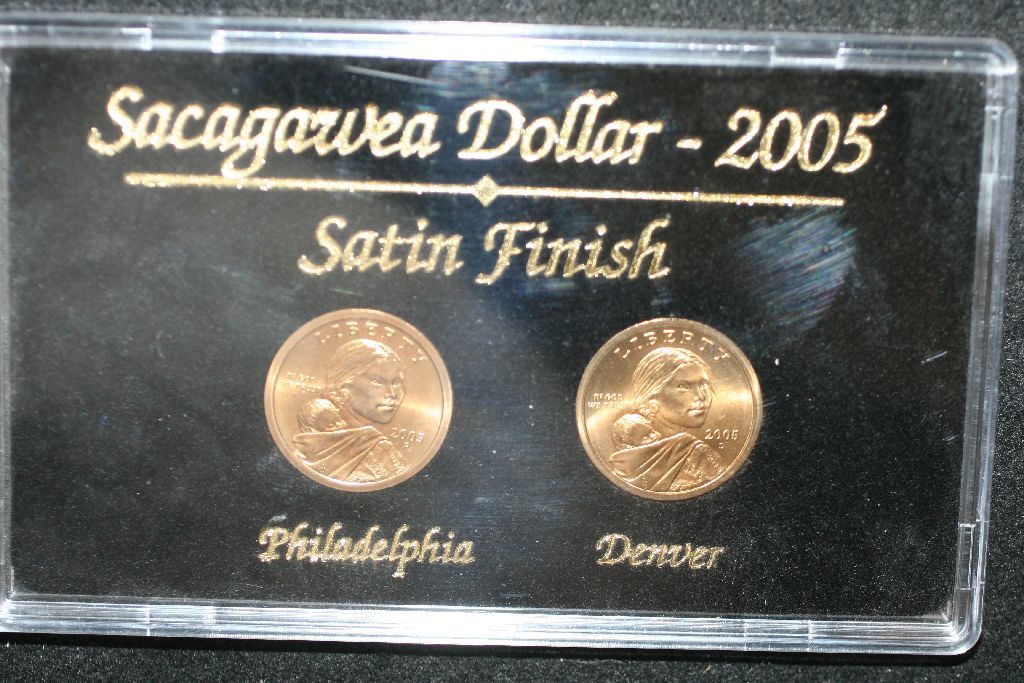 Sacagawea Dollar - 2005
Satin Finish
LIBERTY
IN GOD
WE TRUST
2005
P
LIBERTY
IN GOD
WE TRUST
2005
D
Philadelphia
Denver